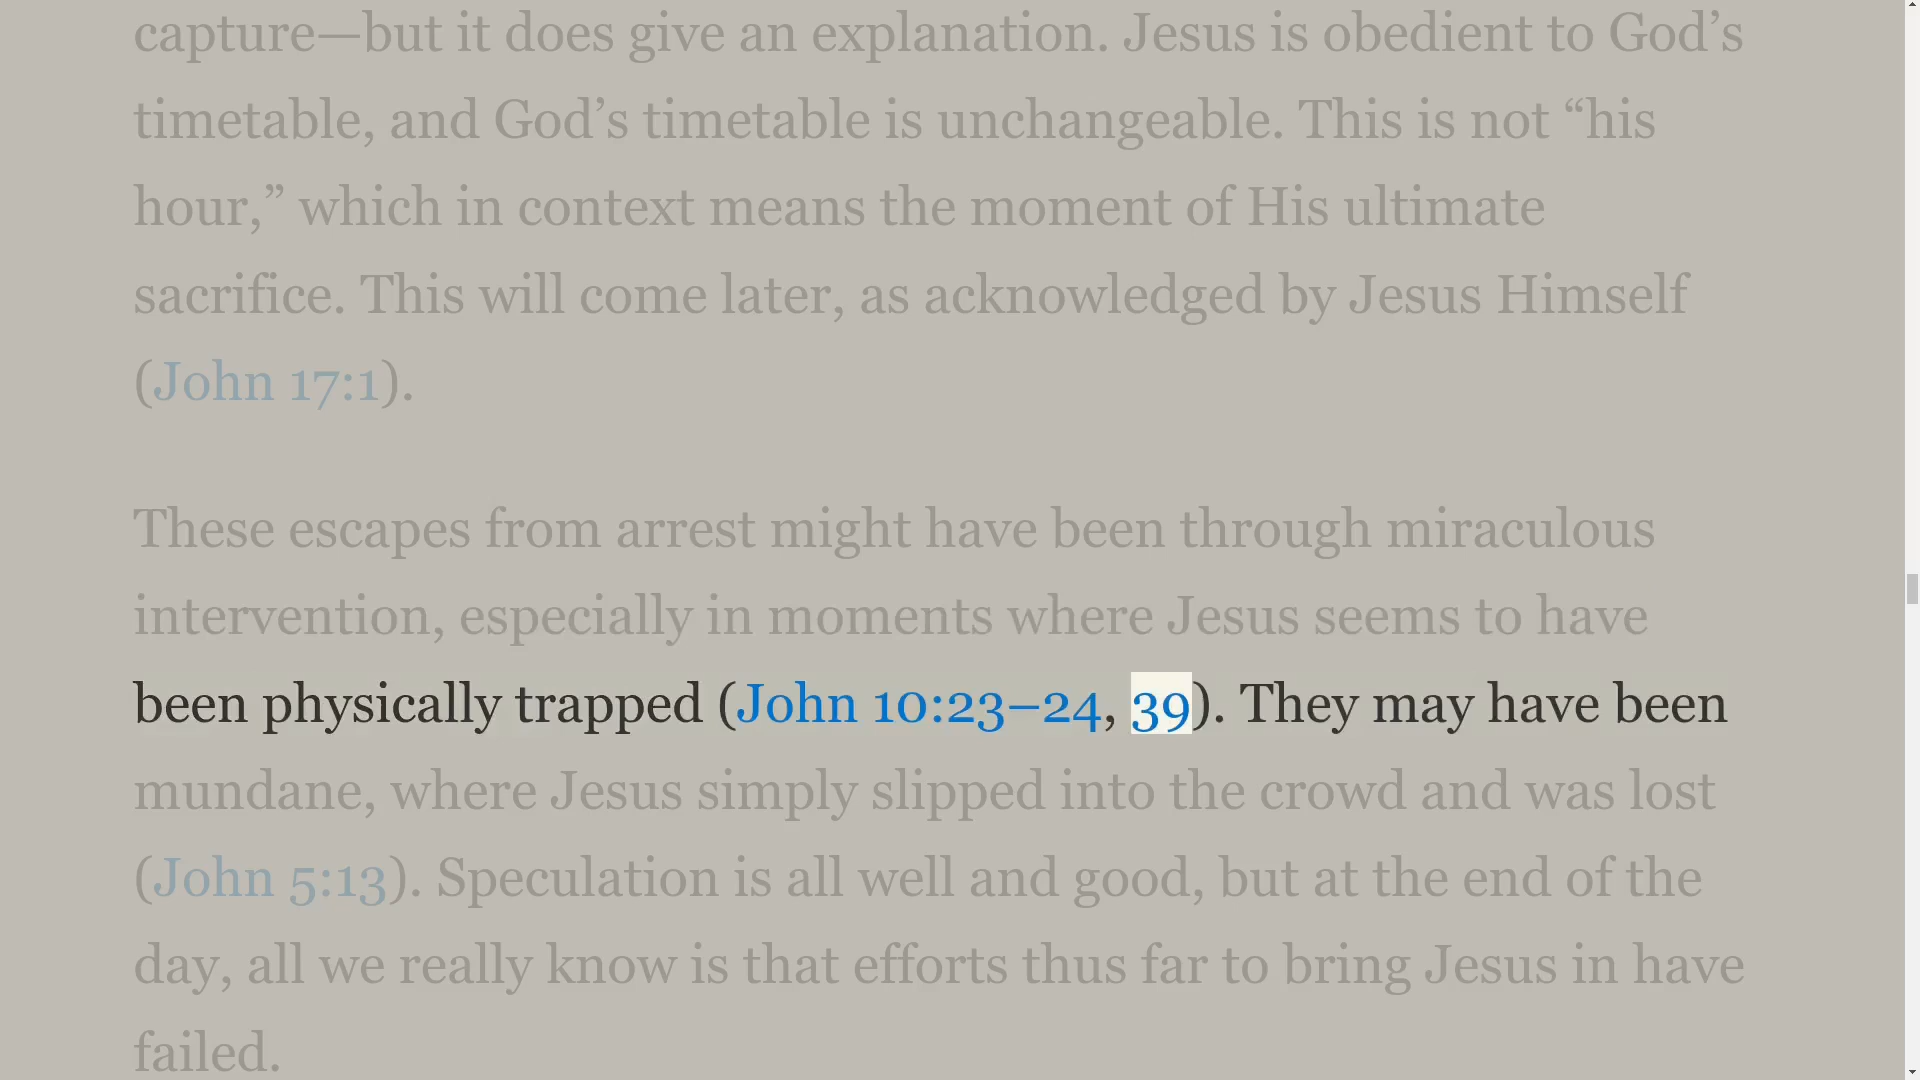 capture—but it does give an explanation. Jesus is obedient to God’s
timetable, and God’s timetable is unchangeable. This is not “his
hour,” which in context means the moment of His ultimate
sacrifice. This will come later, as acknowledged by Jesus Himself
(John 17:1).
These escapes from arrest might have been through miraculous
intervention, especially in moments where Jesus seems to have
been physically trapped (John 10:23–24, 39). They may have been
mundane, where Jesus simply slipped into the crowd and was lost
(John 5:13). Speculation is all well and good, but at the end of the
day, all we really know is that efforts thus far to bring Jesus in have
failed.